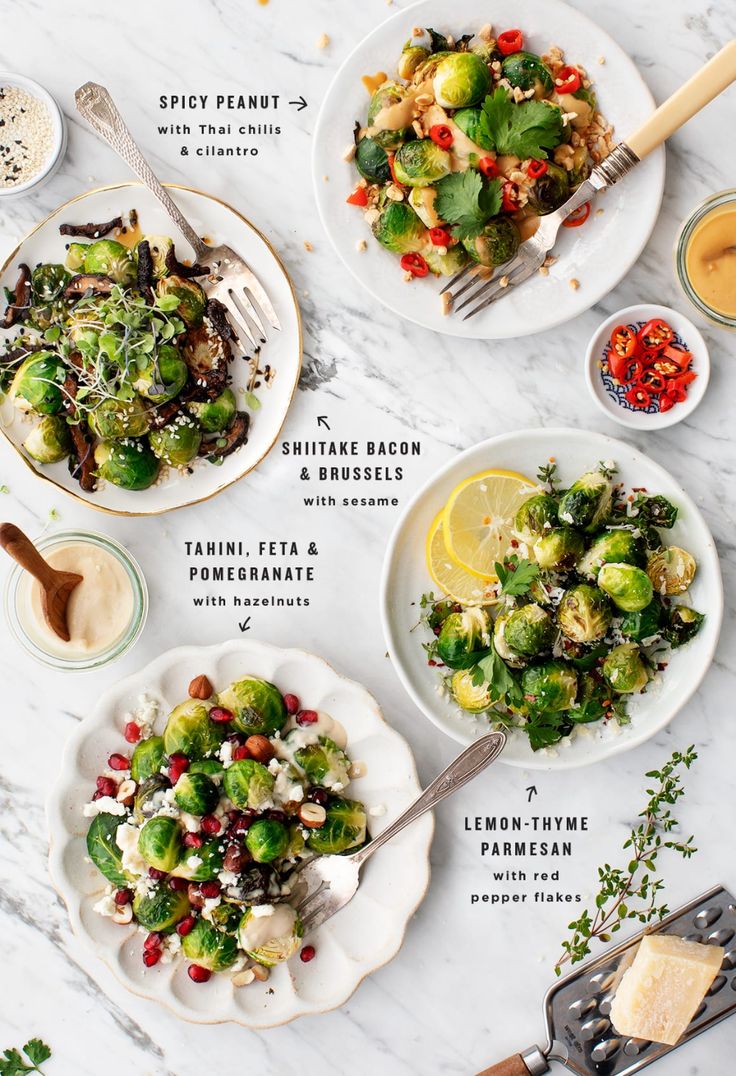 SPICY PEANUT
with Thai chilis
& cilantro
SHIITAKE BACON
& BRUSSELS
with sesame
TAHINI, FETA &
POMEGRANATE
with hazelnuts
LEMON-THYME
PARMESAN
with red
pepper flakes